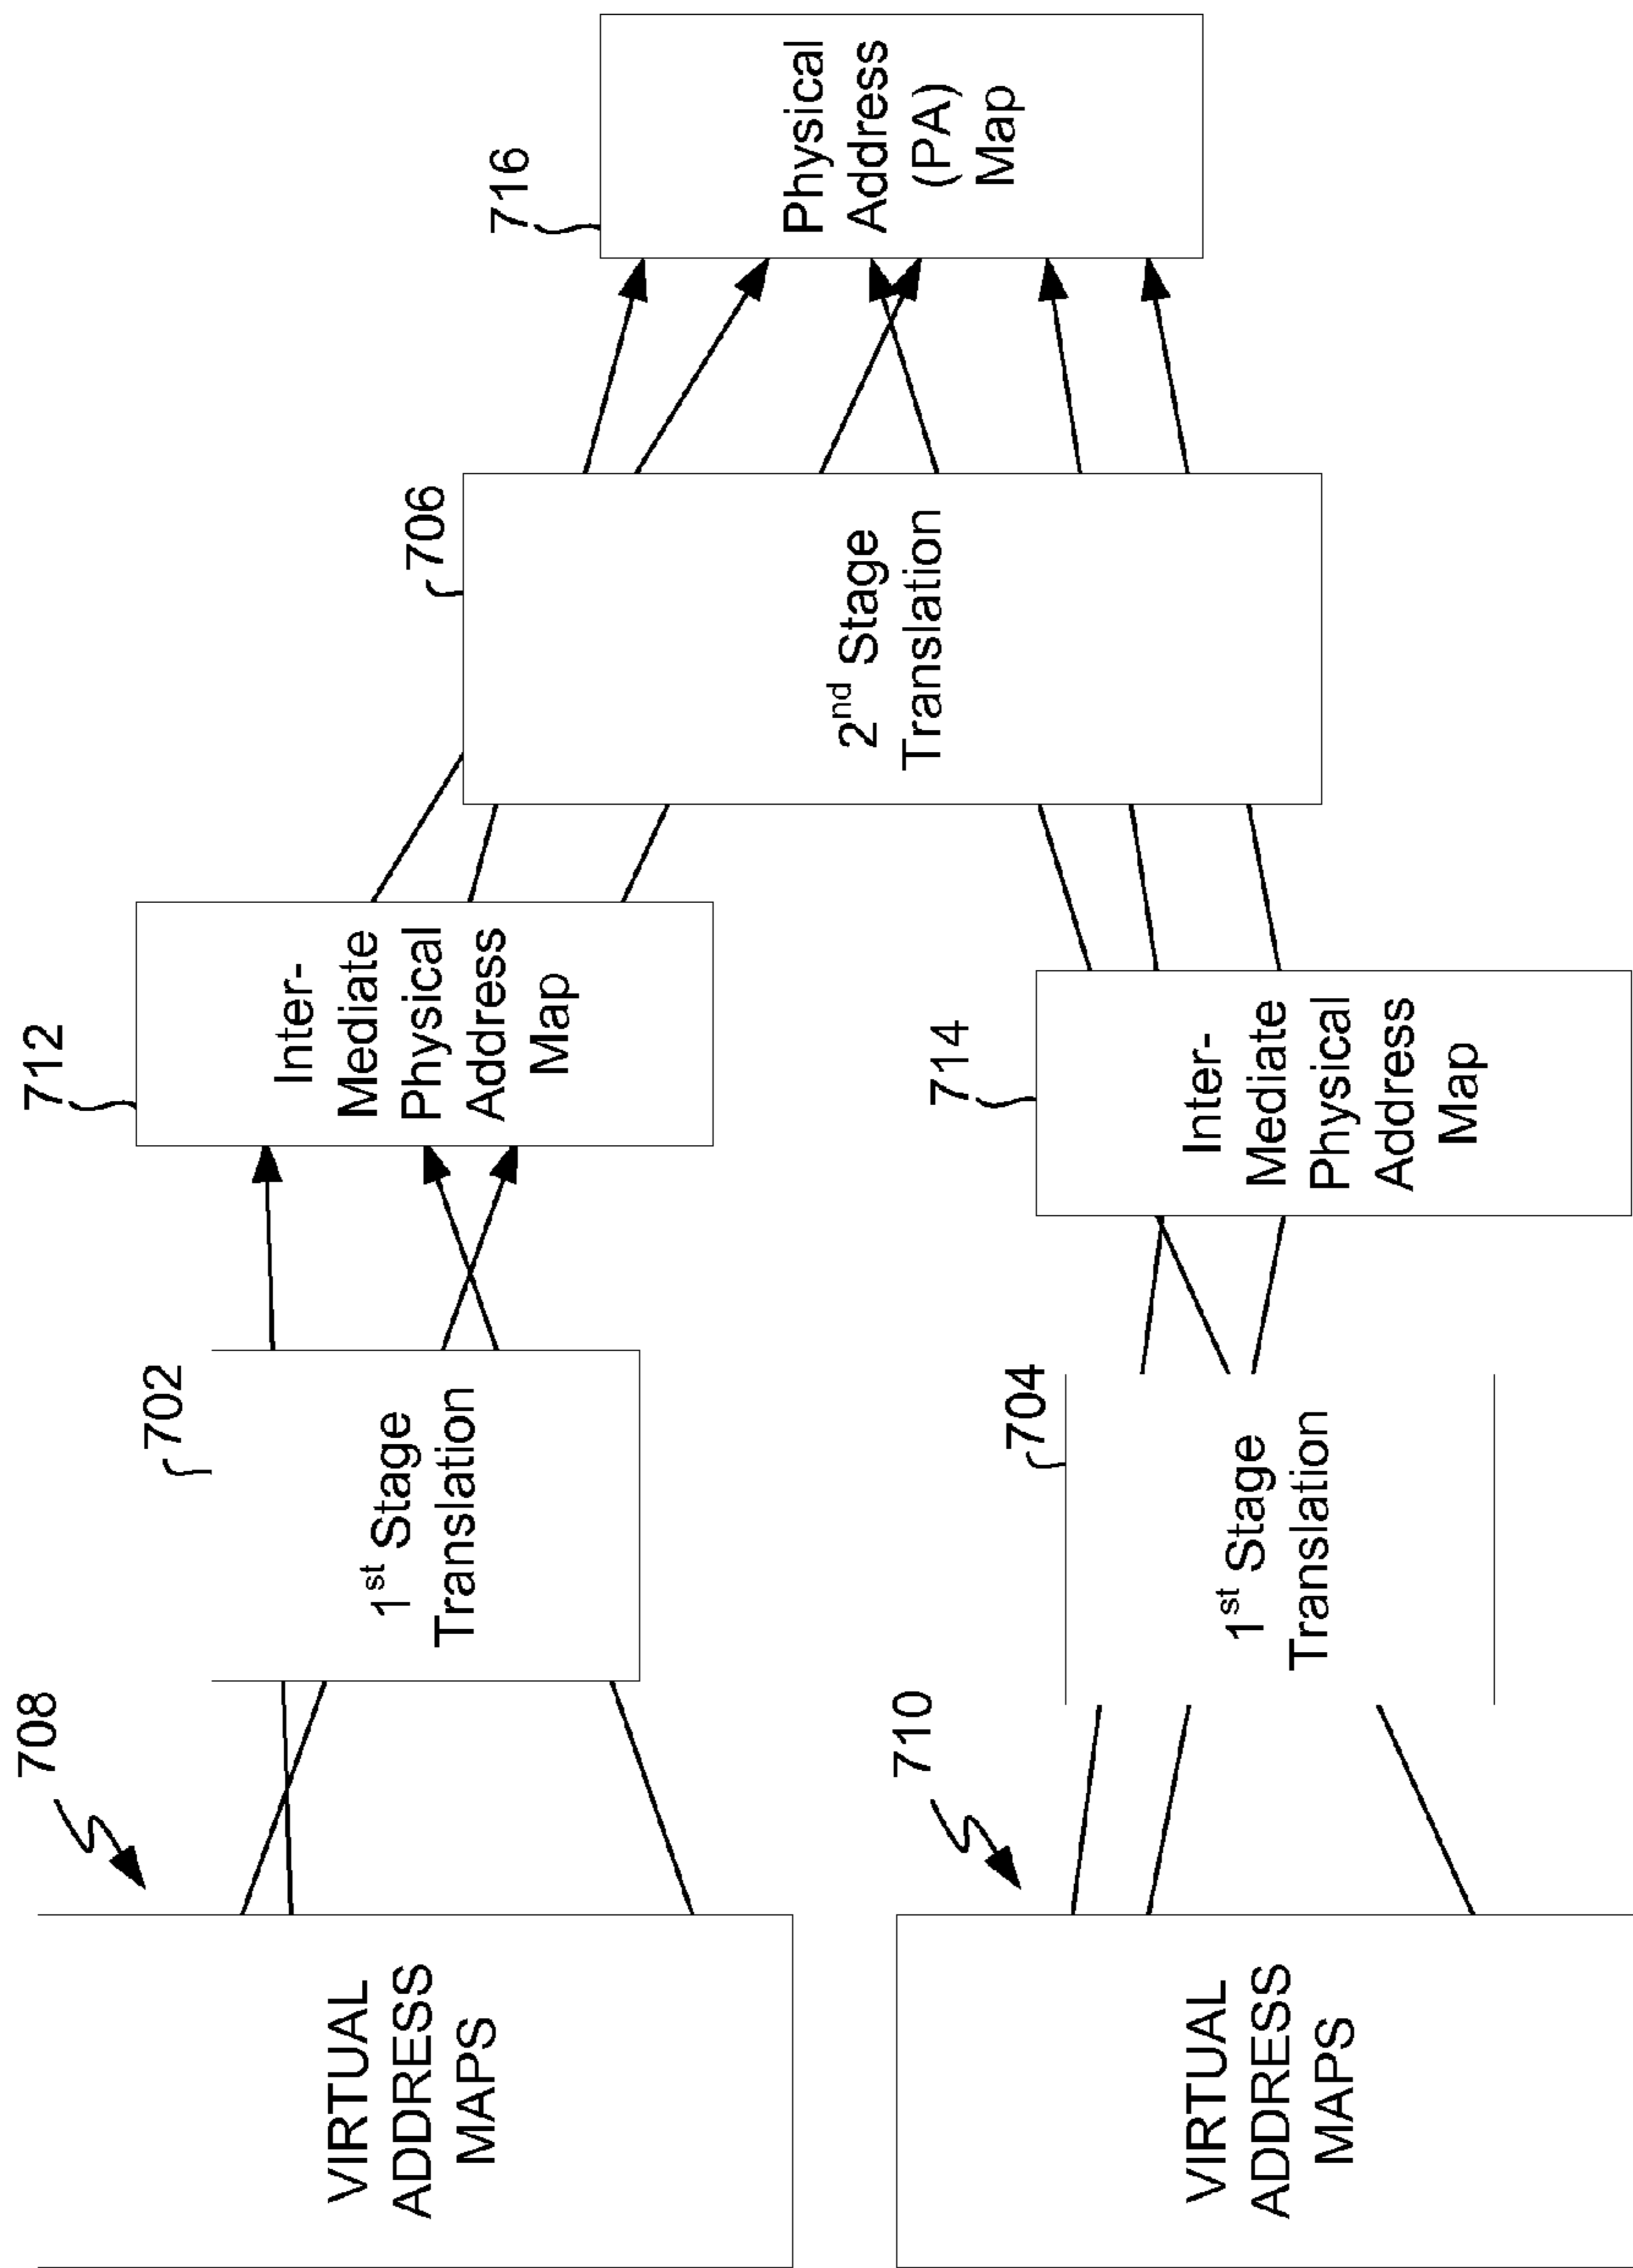 708
VIRTUAL
ADDRESS
MAPS
702
1st Stage
Translation
712
Inter-
Mediate
Physical
Address
Map
706
2nd Stage
Translation
716
Physical
Address
(PA)
Map
710
VIRTUAL
ADDRESS
MAPS
704
1st Stage
Translation
714
Inter-
Mediate
Physical
Address
Map